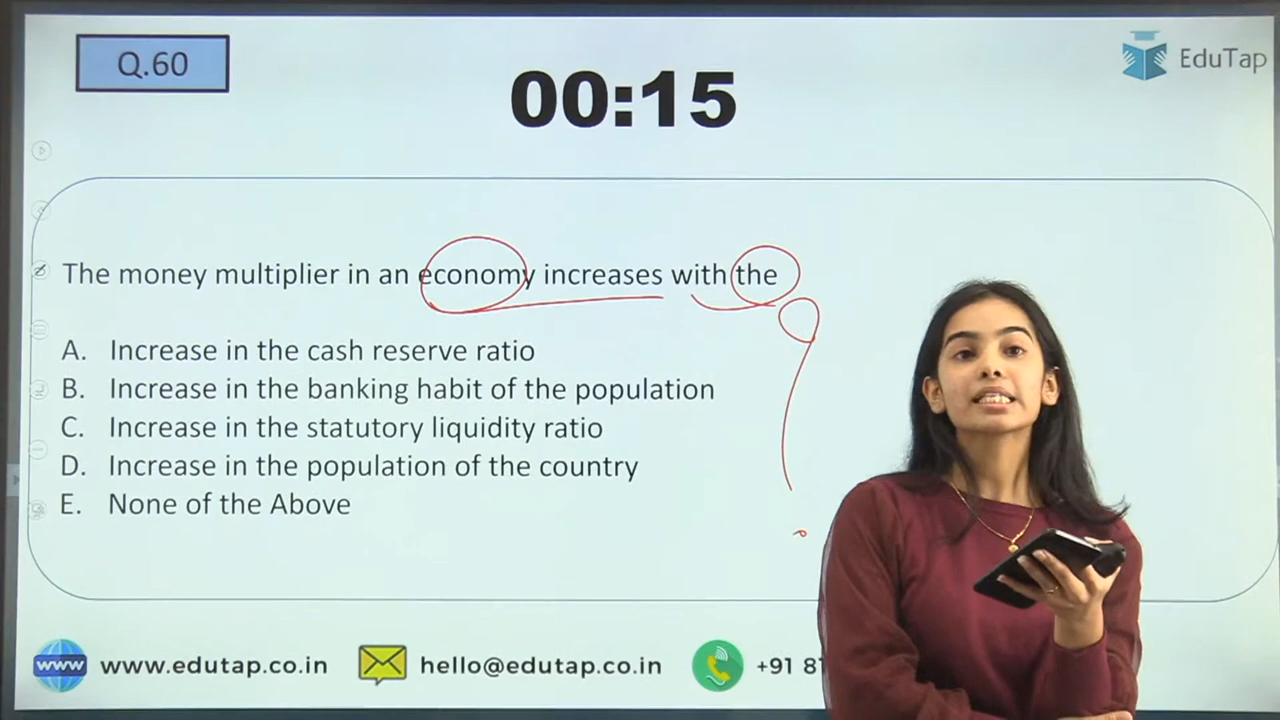 Q.60
EduTap
00:15
The money multiplier in an economy increases with the
A. Increase in the cash reserve ratio
B. Increase in the banking habit of the population
C. Increase in the statutory liquidity ratio
D. Increase in the population of the country
E. None of the Above
www www.edutap.co.in hello@edutap.co.in +91 81